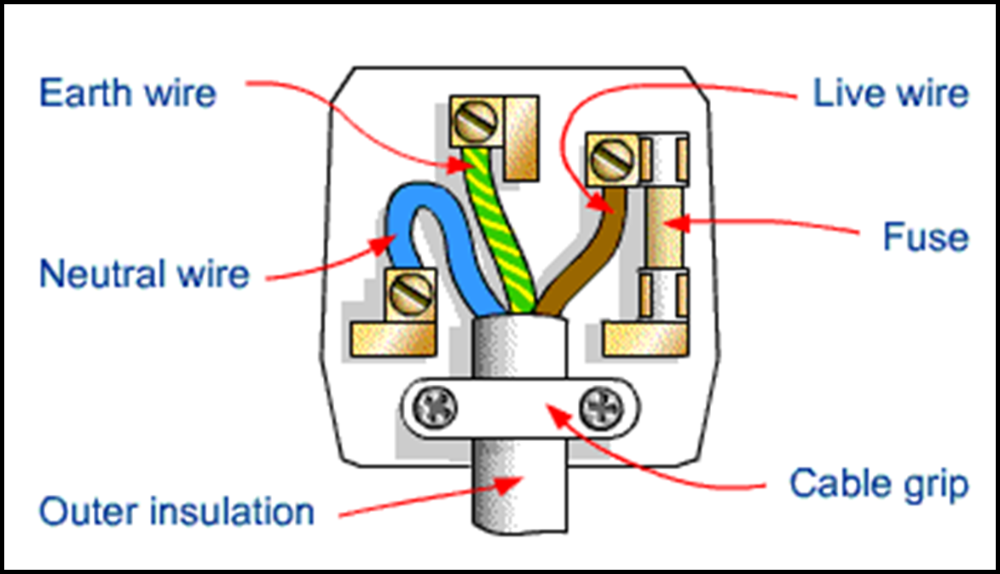 Earth wire
Live wire
Fuse
Neutral wire
Cable grip
Outer insulation